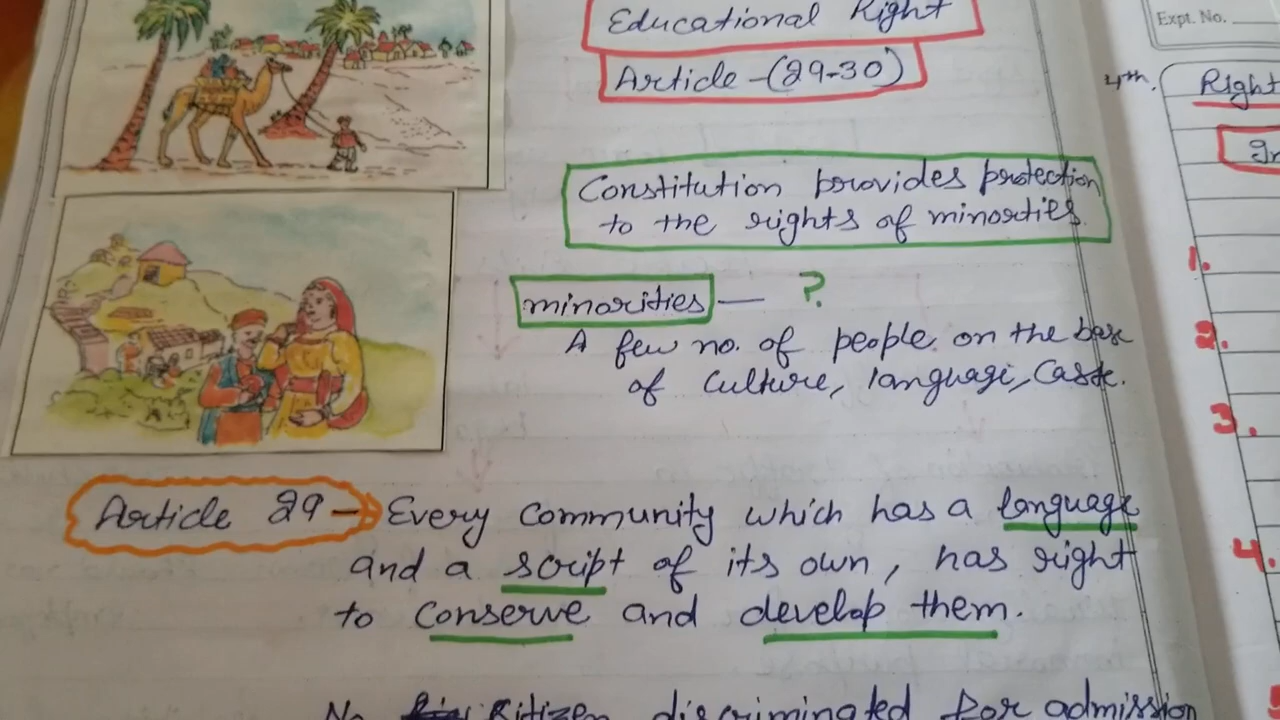 Educational Right
Article - (29-30)
Constitution provides protection
to the rights of minorties.
minorities — ?
A few no. of people on the base
of culture, language, Caste.
Article 29 → Every community which has a language
and a script of its own, has right
to conserve and develop them.
No citizen discriminated for admission
Expt. No.
4th.
Right
1.
2.
3.
4.